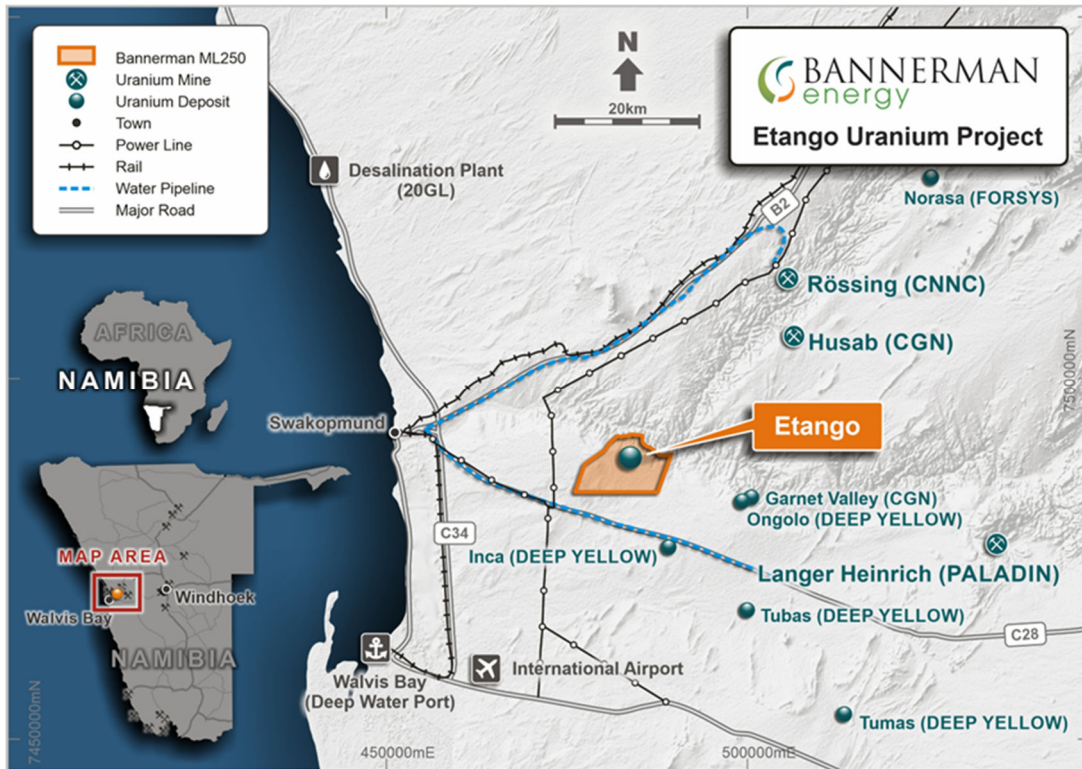 Bannerman ML250
Uranium Mine
Uranium Deposit
Town
Power Line
Rail
Water Pipeline
Major Road
N
20km
BANNERMAN
energy
Etango Uranium Project
Desalination Plant
(20GL)
B2
Norasa (FORSYS)
Rössing (CNNC)
Husab (CGN)
7500000mN
AFRICA
NAMIBIA
Swakopmund
Etango
Garnet Valley (CGN)
Ongolo (DEEP YELLOW)
C34
Inca (DEEP YELLOW)
Langer Heinrich (PALADIN)
MAP AREA
Windhoek
Walvis Bay
NAMIBIA
Tubas (DEEP YELLOW)
C28
International Airport
Walvis Bay
(Deep Water Port)
Tumas (DEEP YELLOW)
7450000mN
450000mE
500000mE